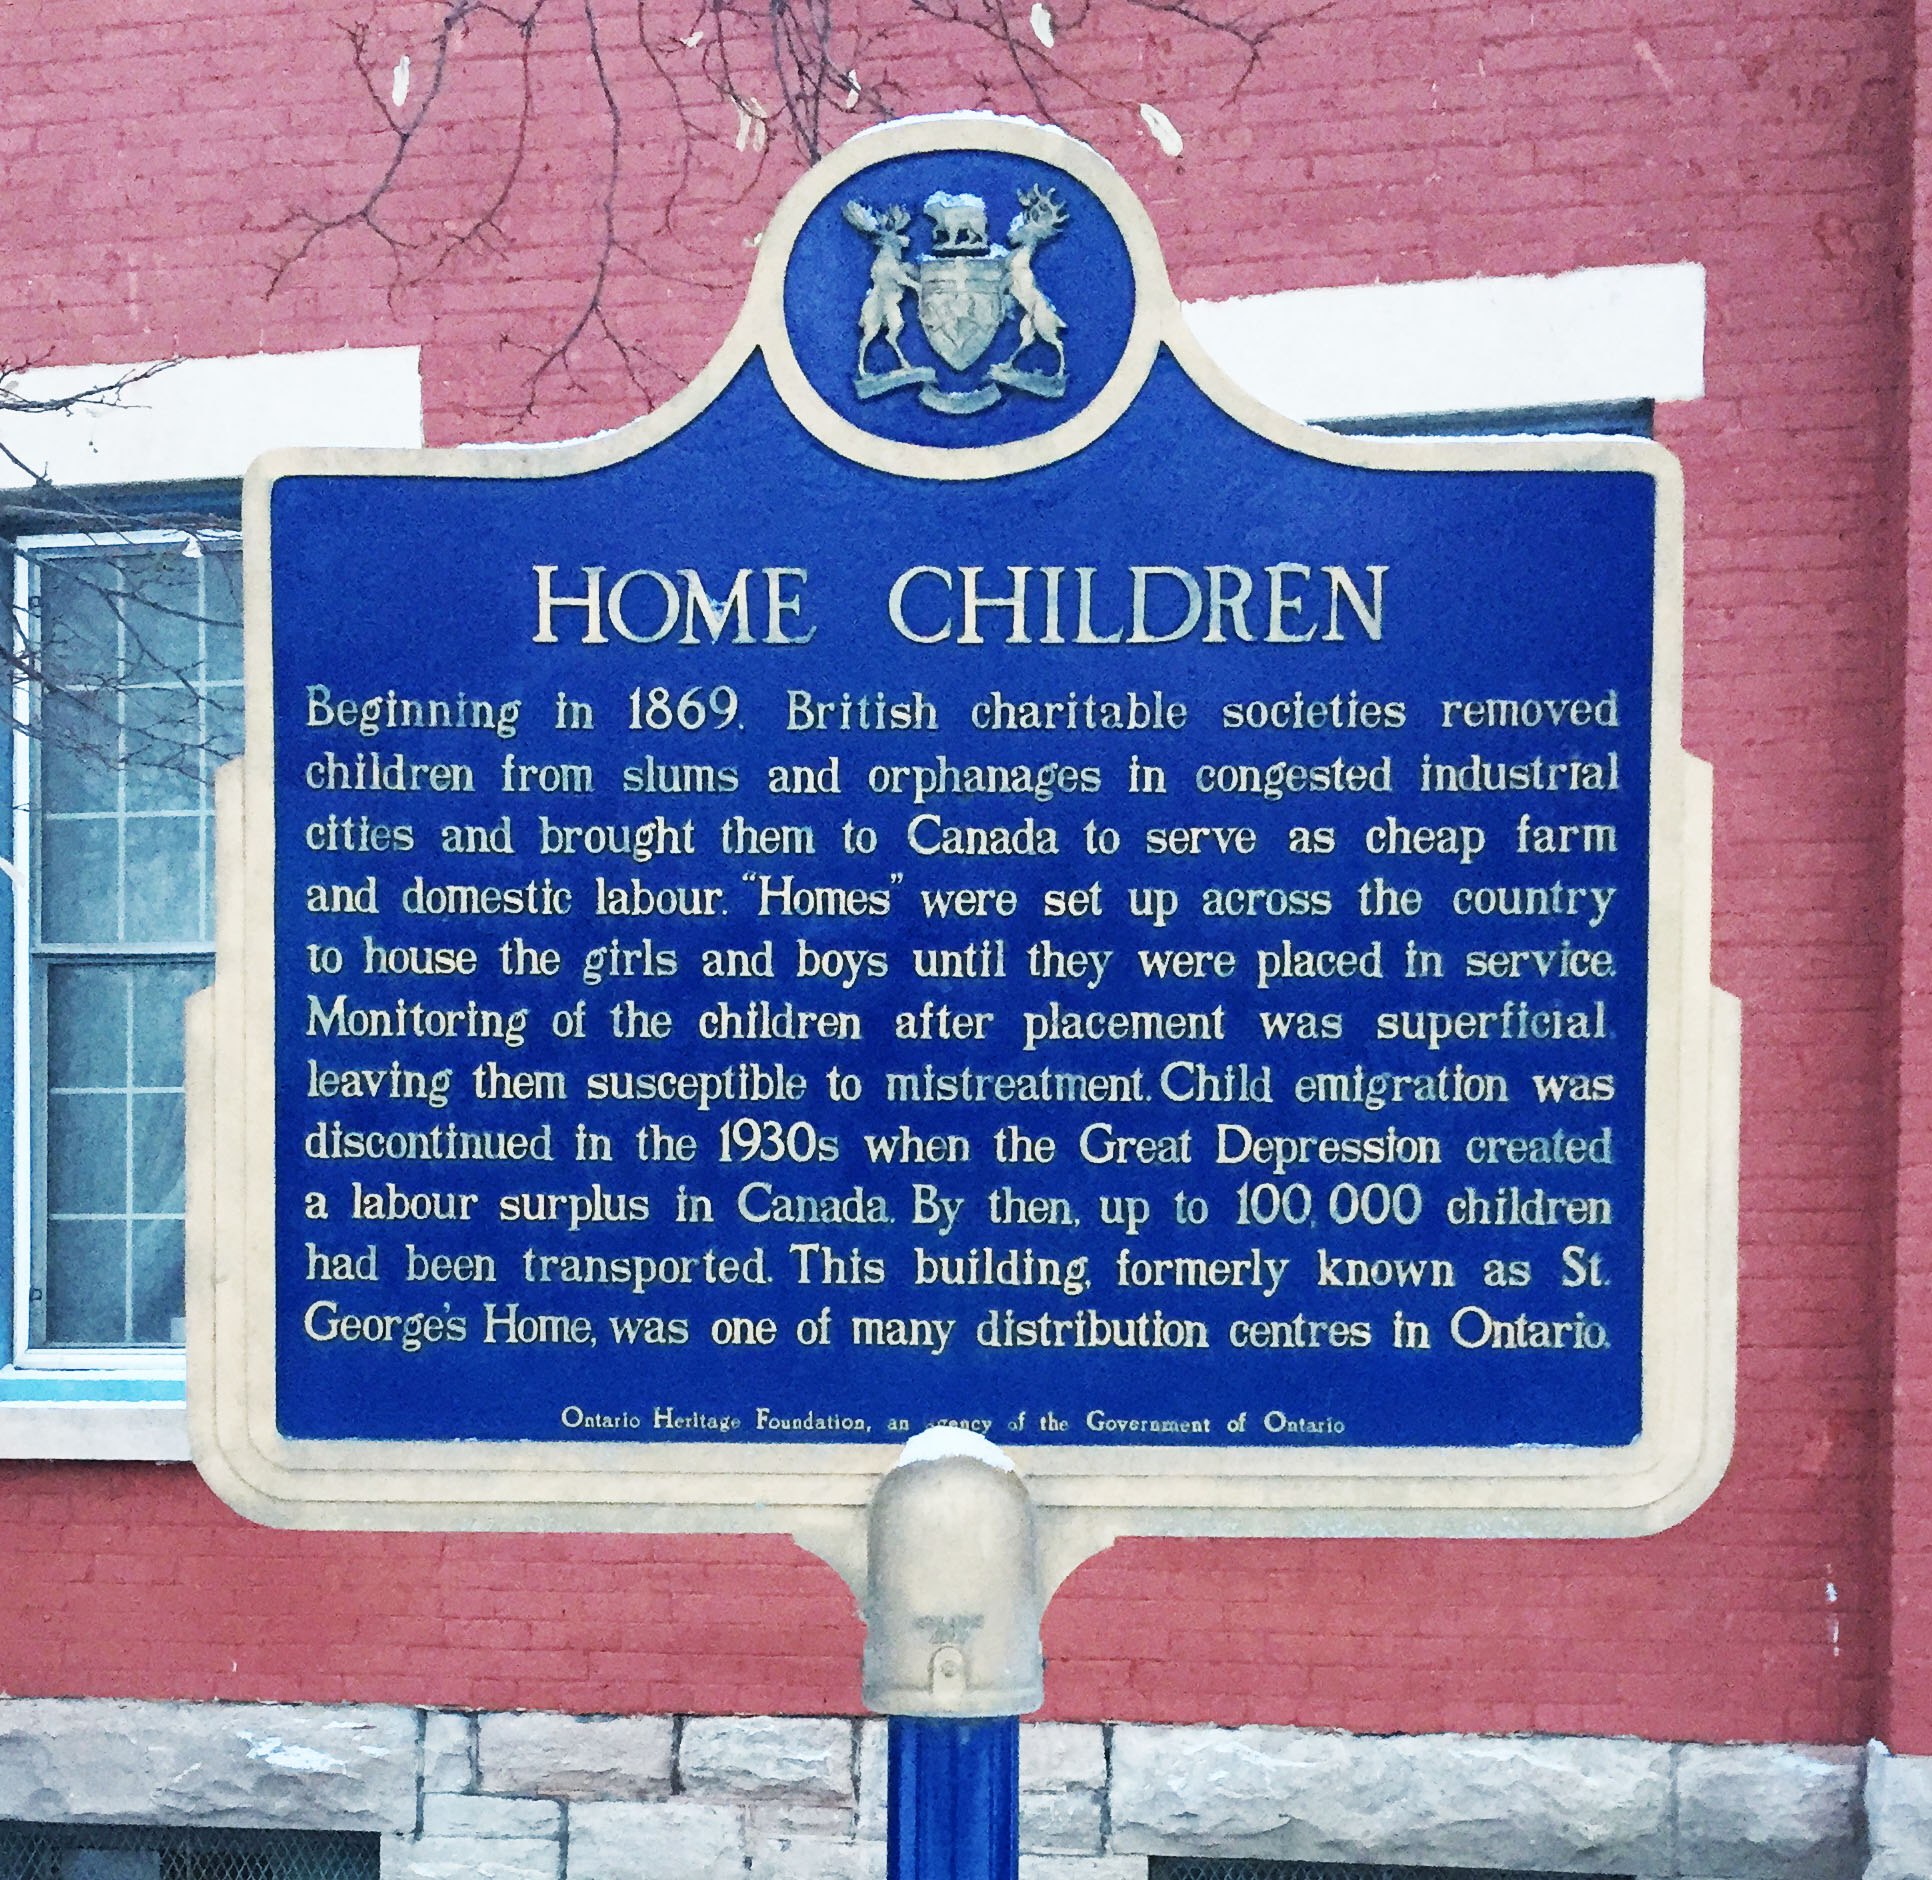 HOME CHILDREN
Beginning in 1869, British charitable societies removed
children from slums and orphanages in congested industrial
cities and brought them to Canada to serve as cheap farm
and domestic labour. “Homes” were set up across the country
to house the girls and boys until they were placed in service.
Monitoring of the children after placement was superficial,
leaving them susceptible to mistreatment. Child emigration was
discontinued in the 1930s when the Great Depression created
a labour surplus in Canada. By then, up to 100,000 children
had been transported. This building, formerly known as St.
George's Home, was one of many distribution centres in Ontario.
Ontario Heritage Foundation, an agency of the Government of Ontario